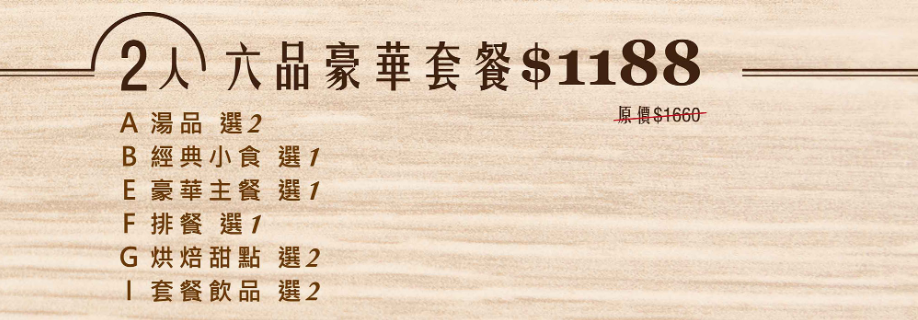 2人 六品豪華套餐$1188
原價$1660
A 湯品 選2
B 經典小食 選1
E 豪華主餐 選1
F 排餐 選1
G 烘焙甜點 選2
I 套餐飲品 選2